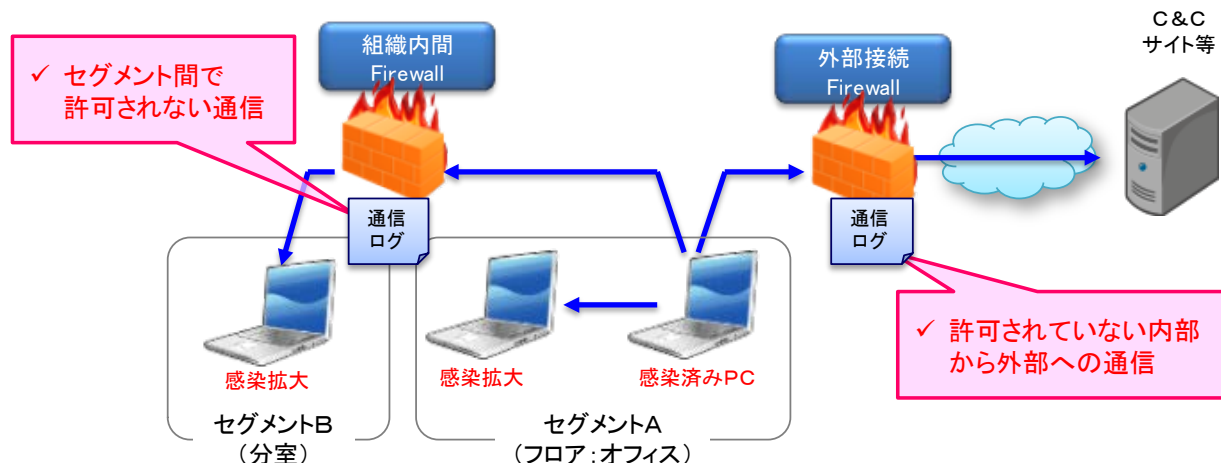 C&C
サイト等
組織内間
Firewall
外部接続
Firewall
✓ セグメント間で
許可されない通信
通信
ログ
通信
ログ
✓ 許可されていない内部
から外部への通信
感染拡大
感染拡大
感染済みPC
セグメントB
（分室）
セグメントA
（フロア：オフィス）